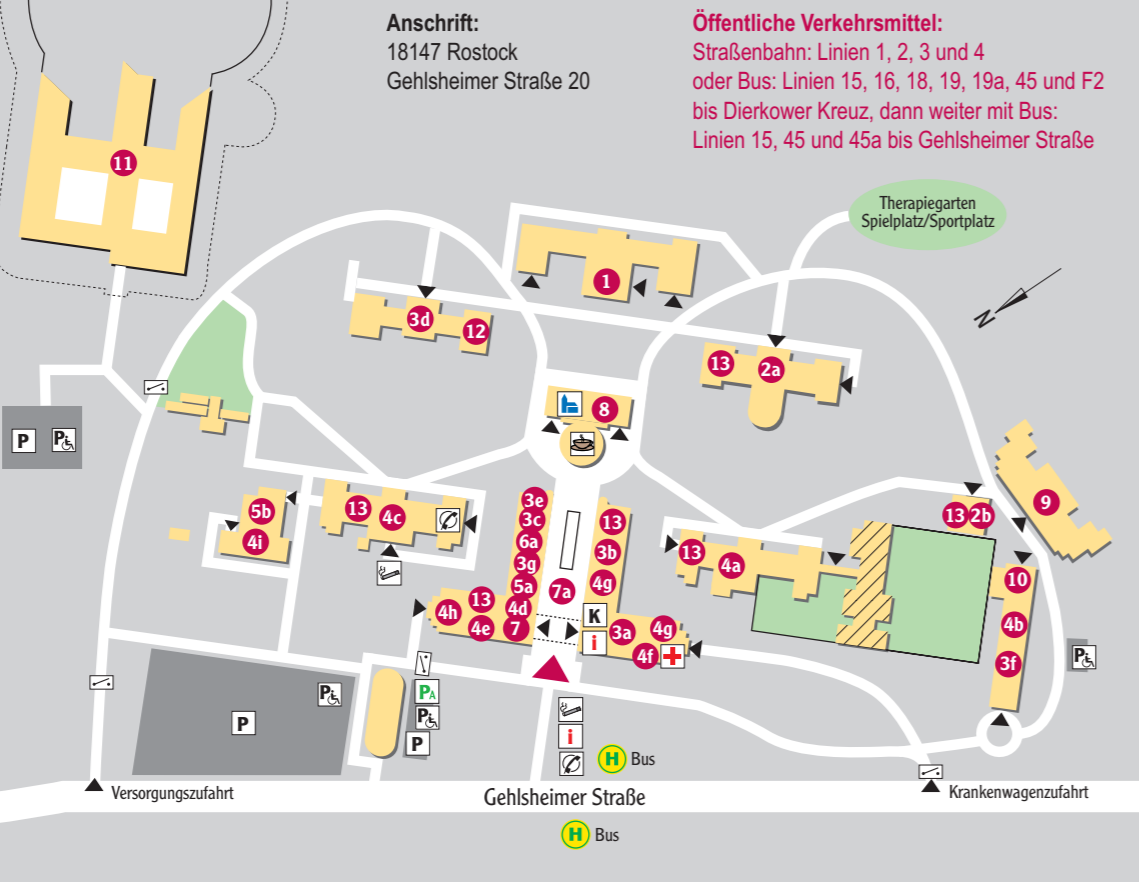 Anschrift:
18147 Rostock
Gehlsheimer Straße 20
Öffentliche Verkehrsmittel:
Straßenbahn: Linien 1, 2, 3 und 4
oder Bus: Linien 15, 16, 18, 19, 19a, 45 und F2
bis Dierkower Kreuz, dann weiter mit Bus:
Linien 15, 45 und 45a bis Gehlsheimer Straße
11
Therapiegarten
Spielplatz/Sportplatz
1
N
3d
12
13
2a
8
P
P
5b
4i
13
4c
3e
3c
6a
3g
5a
13
3b
4g
7a
13
4a
13
2b
9
10
4b
3f
P
4h
13
4e
4d
7
K
i
3a
4g
4f
P
P
PA
P
P
i
H Bus
Versorgungszufahrt
Gehlsheimer Straße
Krankenwagenzufahrt
H Bus